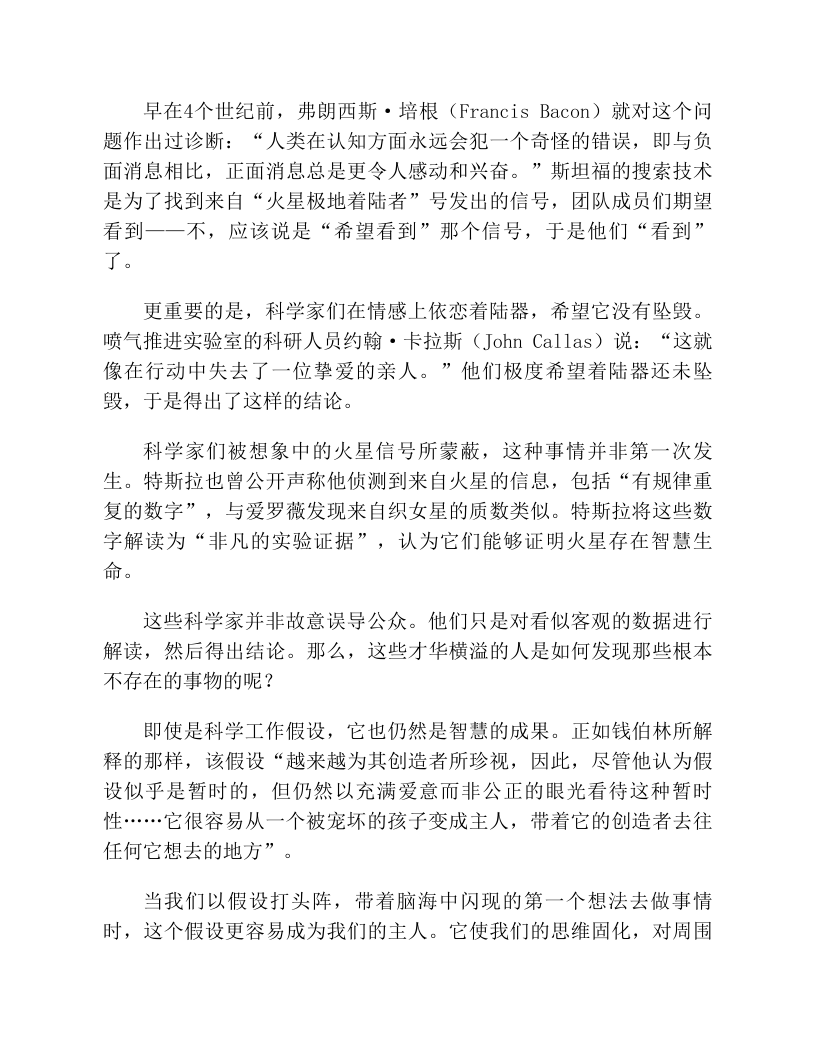 早在4个世纪前，弗朗西斯·培根（Francis Bacon）就对这个问
题作出过诊断：“人类在认知方面永远会犯一个奇怪的错误，即与负
面消息相比，正面消息总是更令人感动和兴奋。”斯坦福的搜索技术
是为了找到来自“火星极地着陆者”号发出的信号，团队成员们期望
看到——不，应该说是“希望看到”那个信号，于是他们“看到”
了。
更重要的是，科学家们在情感上依恋着陆器，希望它没有坠毁。
喷气推进实验室的科研人员约翰·卡拉斯（John Callas）说：“这就
像在行动中失去了一位挚爱的亲人。”他们极度希望着陆器还未坠
毁，于是得出了这样的结论。
科学家们被想象中的火星信号所蒙蔽，这种事情并非第一次发
生。特斯拉也曾公开声称他侦测到来自火星的信息，包括“有规律重
复的数字”，与爱罗薇发现来自织女星的质数类似。特斯拉将这些数
字解读为“非凡的实验证据”，认为它们能够证明火星存在智慧生
命。
这些科学家并非故意误导公众。他们只是对看似客观的数据进行
解读，然后得出结论。那么，这些才华横溢的人是如何发现那些根本
不存在的事物的呢？
即使是科学工作假设，它也仍然是智慧的成果。正如钱伯林所解
释的那样，该假设“越来越为其创造者所珍视，因此，尽管他认为假
设似乎是暂时的，但仍然以充满爱意而非公正的眼光看待这种暂时
性……它很容易从一个被宠坏的孩子变成主人，带着它的创造者去往
任何它想去的地方”。
当我们以假设打头阵，带着脑海中闪现的第一个想法去做事情
时，这个假设更容易成为我们的主人。它使我们的思维固化，对周围